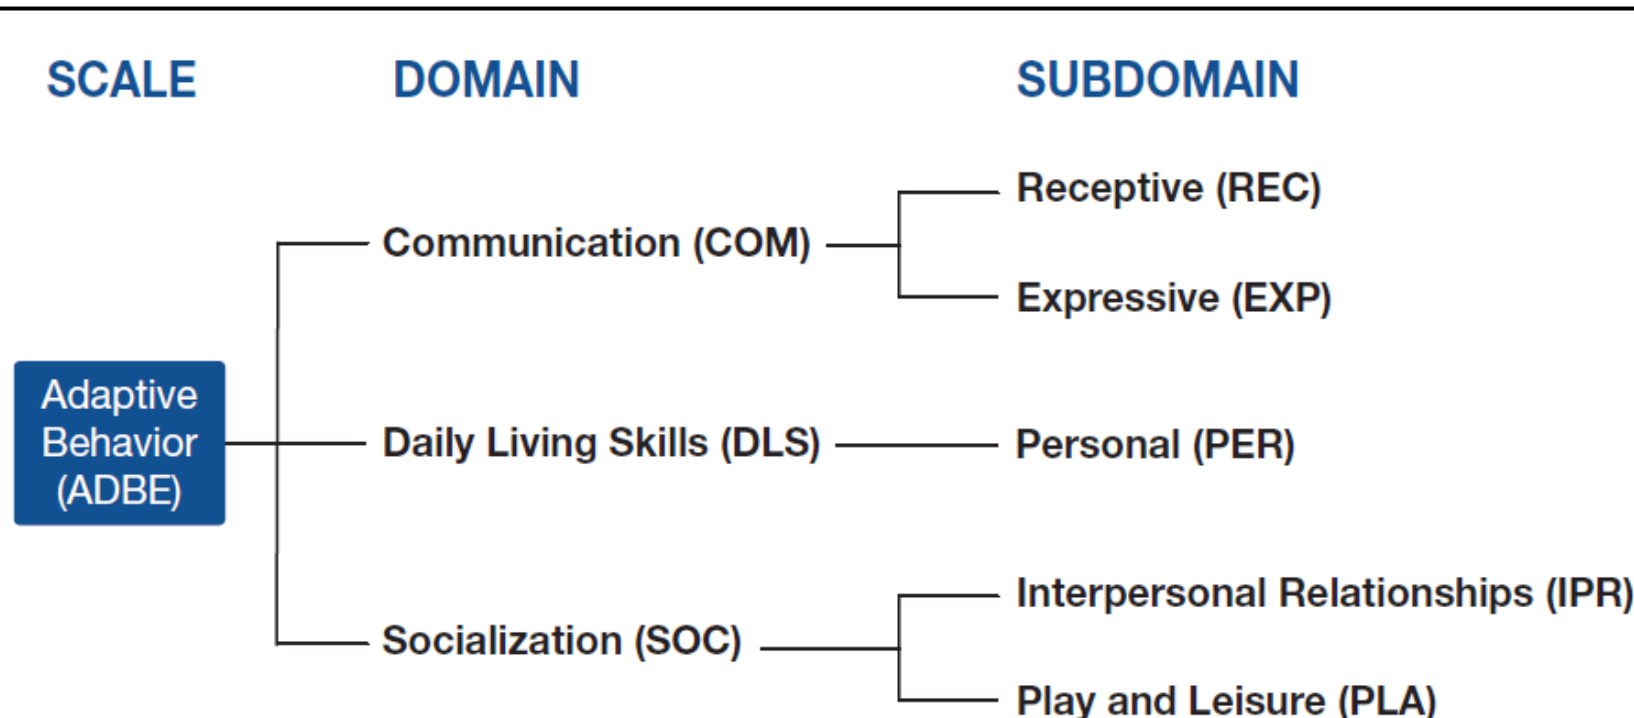 SCALE DOMAIN SUBDOMAIN
Receptive (REC)
Communication (COM)
Expressive (EXP)
Adaptive
Behavior
(ADBE)
Daily Living Skills (DLS)
Personal (PER)
Interpersonal Relationships (IPR)
Socialization (SOC)
Play and Leisure (PLA)